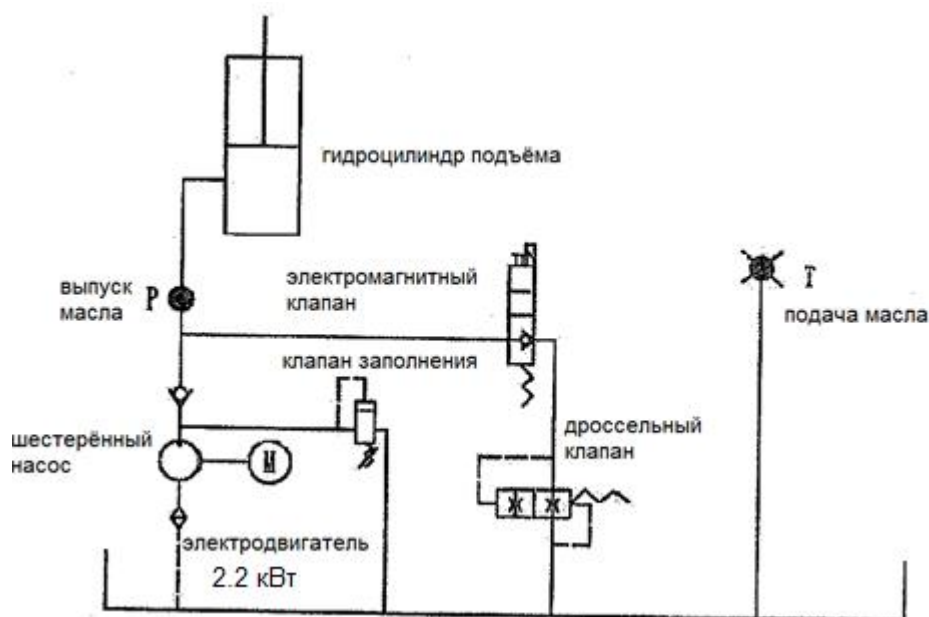 гидроцилиндр подъёма
электромагнитный
клапан
выпуск
масла
P
T
подача масла
клапан заполнения
дроссельный
клапан
шестерённый
насос
M
электродвигатель
2.2 кВт